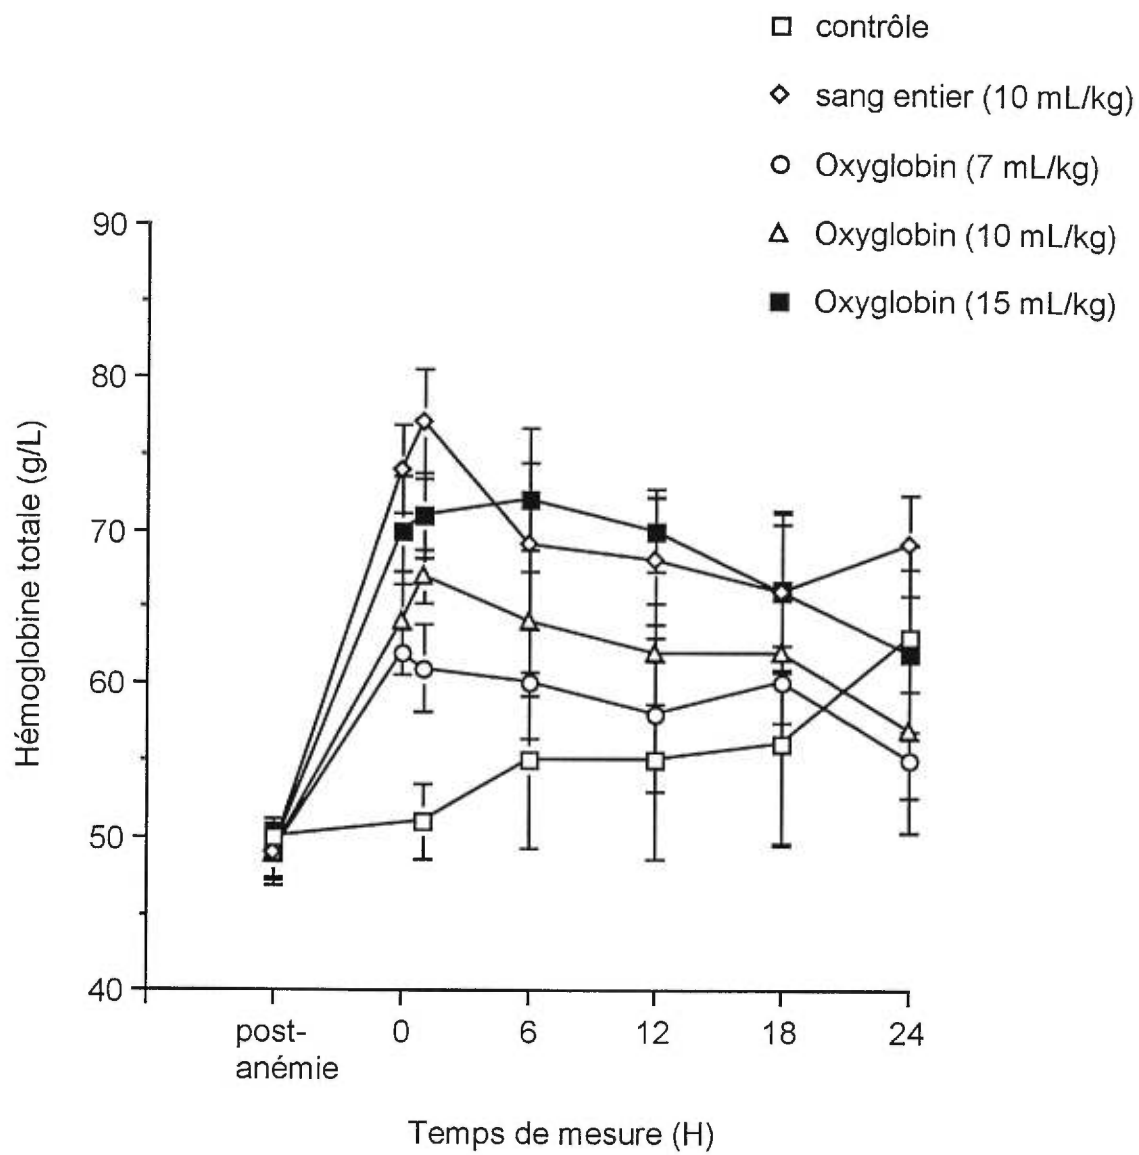 contrôle
sang entier (10 mL/kg)
Oxyglobin (7 mL/kg)
Oxyglobin (10 mL/kg)
Oxyglobin (15 mL/kg)
Hémoglobine totale (g/L)
90
80
70
60
50
40
post-
anémie
0
6
12
18
24
Temps de mesure (H)